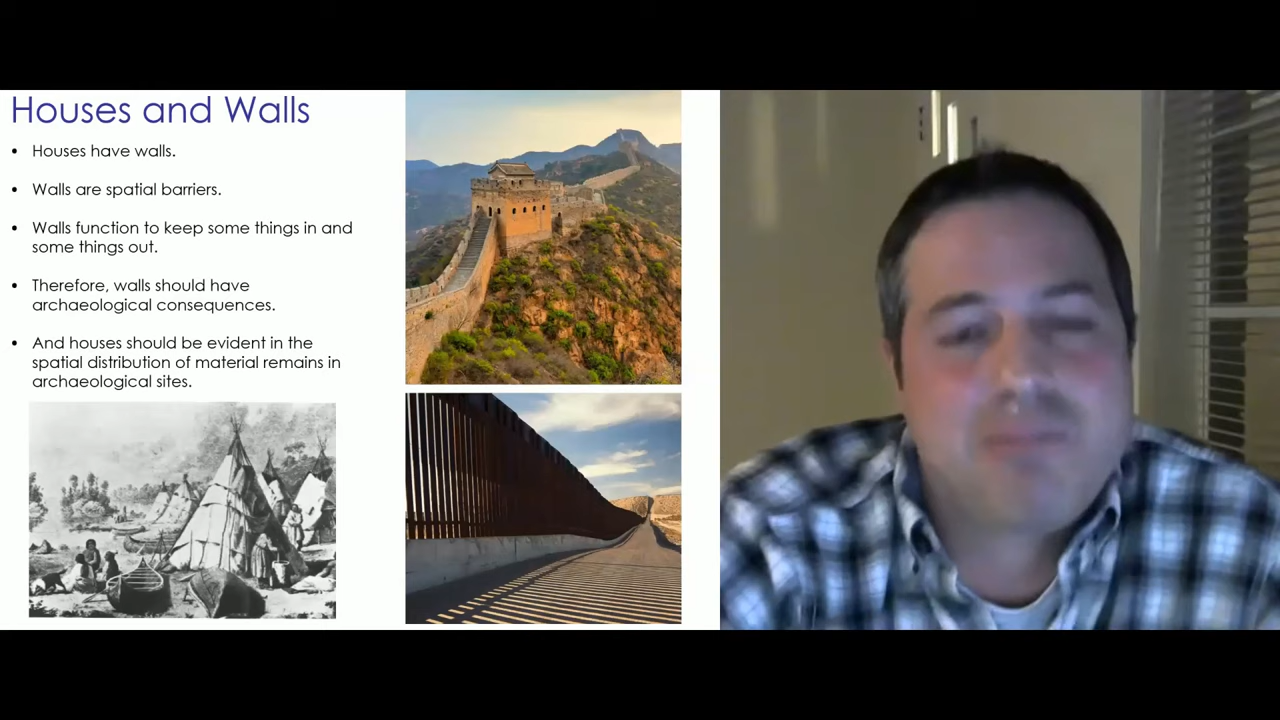 Houses and Walls
• Houses have walls.
• Walls are spatial barriers.
• Walls function to keep some things in and
some things out.
• Therefore, walls should have
archaeological consequences.
• And houses should be evident in the
spatial distribution of material remains in
archaeological sites.